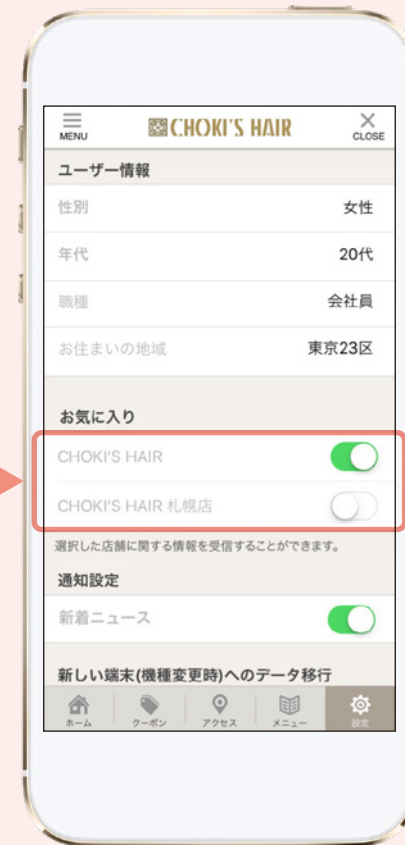 MENU
CHOKI'S HAIR
CLOSE
ユーザー情報
性別 女性
年代 20代
職種 会社員
お住まいの地域 東京23区
お気に入り
CHOKI'S HAIR
CHOKI'S HAIR 札幌店
選択した店舗に関する情報を受信することができます。
通知設定
新着ニュース
新しい端末(機種変更時)へのデータ移行
ホーム クーポン アクセス メニュー 設定